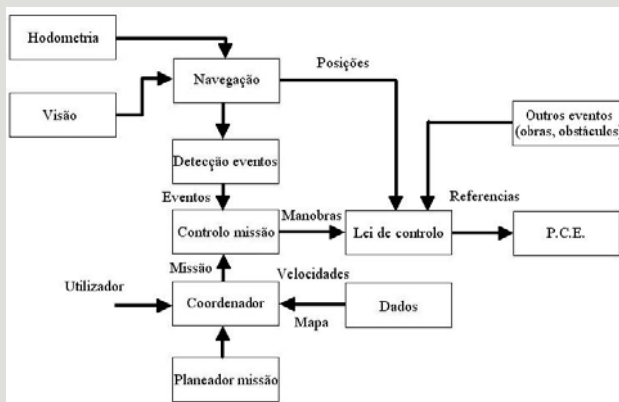 Hodometria
Posições
Navegação
Visão
Outros eventos
(obras, obstáculos)
Detecção eventos
Eventos
Manobras
Referencias
Controlo missão
Lei de controlo
P.C.E.
Missão
Velocidades
Utilizador
Coordenador
Dados
Mapa
Planeador missão